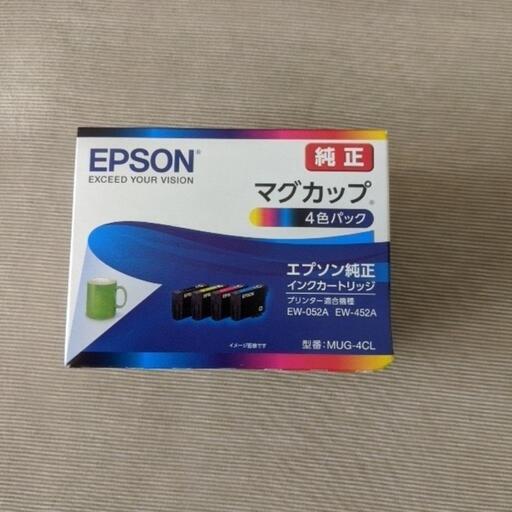 EPSON®
EXCEED YOUR VISION
純正
マグカップ®
4色パック
エプソン純正
インクカートリッジ
プリンター適合機種
EW-052A EW-452A
イメージ画像です
型番:MUG-4CL